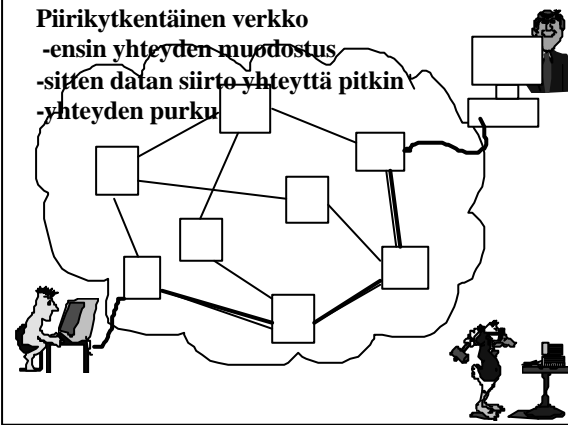 Piirikytkentäinen verkko
-ensin yhteyden muodostus
-sitten datan siirto yhteyttä pitkin
-yhteyden purku